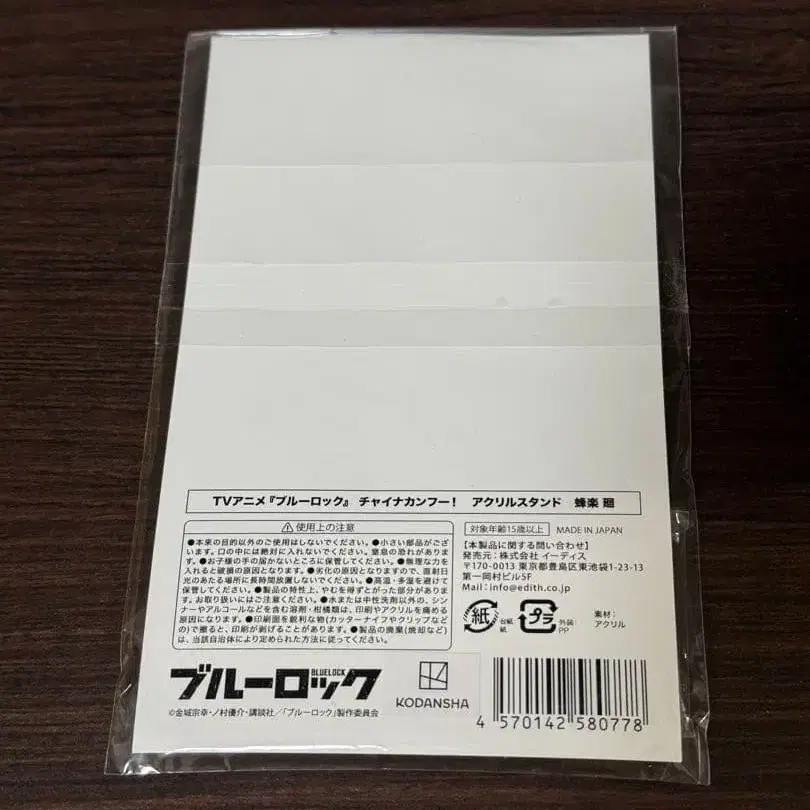 TVアニメ『ブルーロック』 チャイナカンフー! アクリルスタンド 蜂楽 廻
⚠使用上の注意
●本来の目的以外のご使用はしないでください。●小さい部品がござ
います。口の中には絶対に入れないでください。窒息の恐れがありま
す。●お子様の手の届かないところに保管してください。●無理な力を
入れると破損の原因となります。●劣化の原因となりますので、直射日
光のあたる場所に長時間放置しないでください。●高温・多湿を避けて
保管してください。●製品の特性上、やむを得ずとがった部分がありま
す。お取り扱いにはご注意ください。●水または中性洗剤以外の、シン
ナーやアルコールなどを含む溶剤・柑橘類は、印刷やアクリルを痛める
原因になります。●印刷面を鋭利な物(カッターナイフやクリップなど
の)で擦ると、印刷が剥げることがあります。●製品の廃棄(焼却など)
は、当該自治体により定められた方法に従ってください。
対象年齢15歳以上 MADE IN JAPAN
【本製品に関する問い合わせ】
発売元:株式会社 イーディス
〒170-0013 東京都豊島区東池袋1-23-13
第一岡村ビル5F
Mail:info@edith.co.jp
紙 台紙:紙
プラ 外装:PP
素材:
アクリル
ブルーロック
BLUELOCK
KODANSHA
©金城宗幸・ノ村優介・講談社/「ブルーロック」製作委員会
4 570142 580778